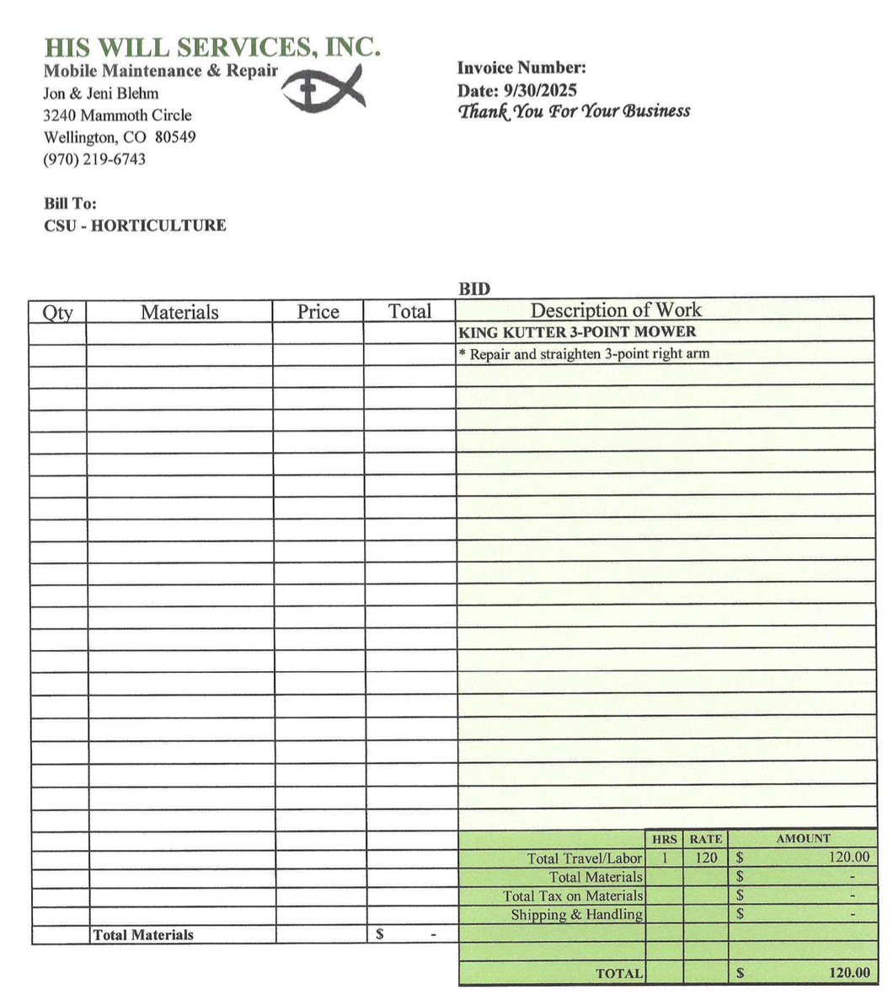 HIS WILL SERVICES, INC.
Mobile Maintenance & Repair
Jon & Jeni Blehm
3240 Mammoth Circle
Wellington, CO 80549
(970) 219-6743
Invoice Number:
Date: 9/30/2025
Thank You For Your Business
Bill To:
CSU - HORTICULTURE
BID
Qty Materials Price Total Description of Work
KING KUTTER 3-POINT MOWER
* Repair and straighten 3-point right arm
HRS RATE AMOUNT
Total Travel/Labor 1 120 $ 120.00
Total Materials $ -
Total Tax on Materials $ -
Shipping & Handling $ -
Total Materials $ -
TOTAL $ 120.00